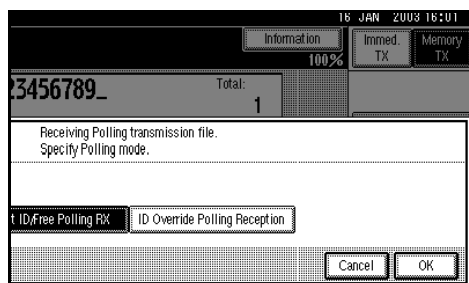 16 JAN 2003 16:01
Information
Immed. TX
Memory TX
100%
23456789_
Total:
1
Receiving Polling transmission file.
Specify Polling mode.
t ID/Free Polling RX
ID Override Polling Reception
Cancel
OK